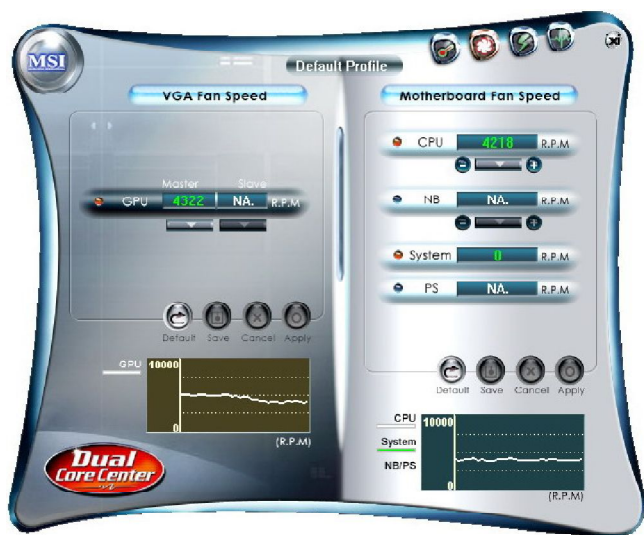 MSI
Default Profile
VGA Fan Speed
Master Slave
GPU 4322 NA. R.P.M
Default Save Cancel Apply
GPU 10000
0
(R.P.M)
Dual
Core Center
Motherboard Fan Speed
CPU 4218 R.P.M
NB NA. R.P.M
System 0 R.P.M
PS NA. R.P.M
Default Save Cancel Apply
CPU 10000
System
NB/PS
0
(R.P.M)